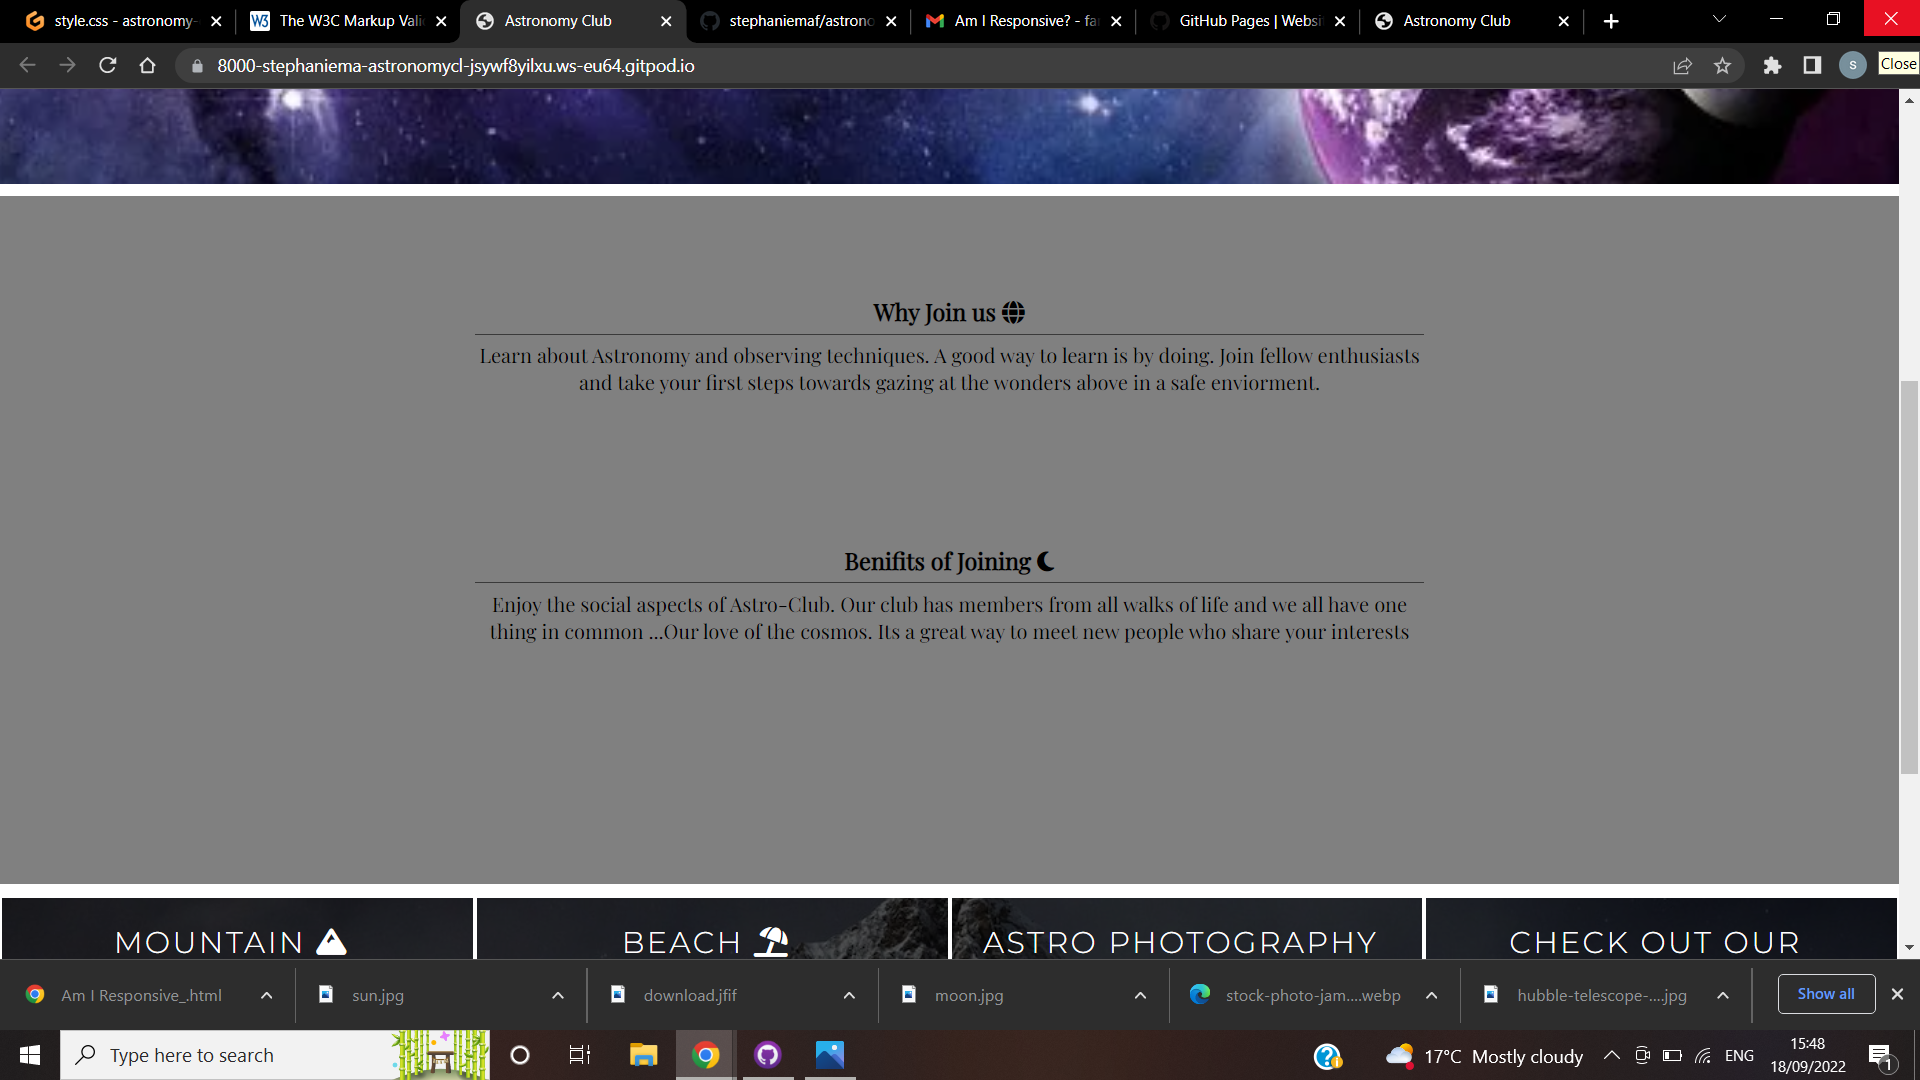 style.css - astronomy-
The W3C Markup Vali
Astronomy Club
stephaniemaf/astrono
Am I Responsive? - fa
GitHub Pages | Websi
Astronomy Club
8000-stephaniema-astronomycl-jsywf8yilxu.ws-eu64.gitpod.io
S
Close
Why Join us
Learn about Astronomy and observing techniques. A good way to learn is by doing. Join fellow enthusiasts
and take your first steps towards gazing at the wonders above in a safe enviorment.
Benifits of Joining
Enjoy the social aspects of Astro-Club. Our club has members from all walks of life and we all have one
thing in common ...Our love of the cosmos. Its a great way to meet new people who share your interests
MOUNTAIN
BEACH
ASTRO PHOTOGRAPHY
CHECK OUT OUR
Am I Responsive_.html
sun.jpg
download.jfif
moon.jpg
stock-photo-jam....webp
hubble-telescope-....jpg
Show all
Type here to search
17°C Mostly cloudy
ENG
15:48
18/09/2022
1